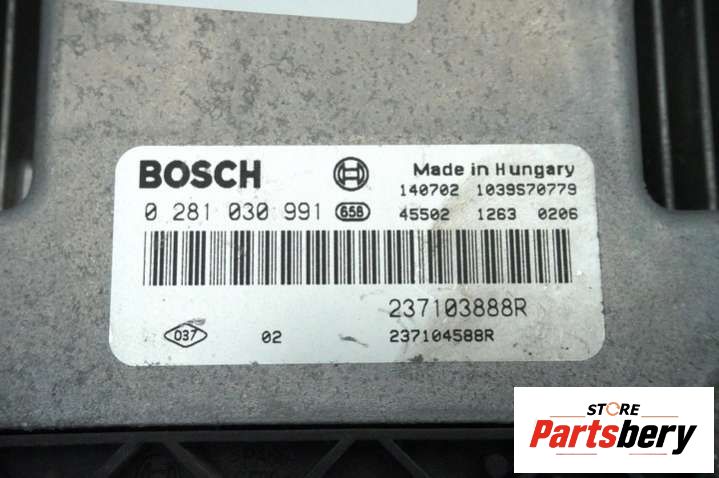 BOSCH
Made in Hungary
140702 1039S70779
0 281 030 991 658
45502 1263 0206
237103888R
037 02 237104588R
STORE
Partsbery